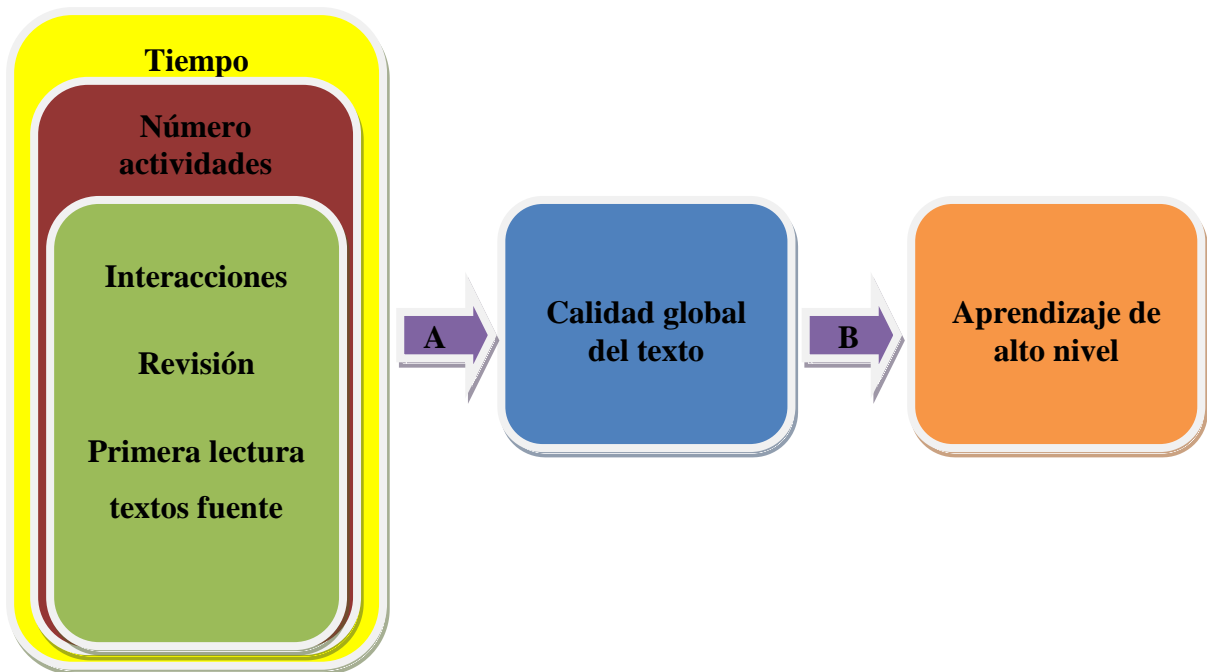 Tiempo
Número
actividades
Interacciones
Revisión
Primera lectura
textos fuente
A
Calidad global
del texto
B
Aprendizaje de
alto nivel